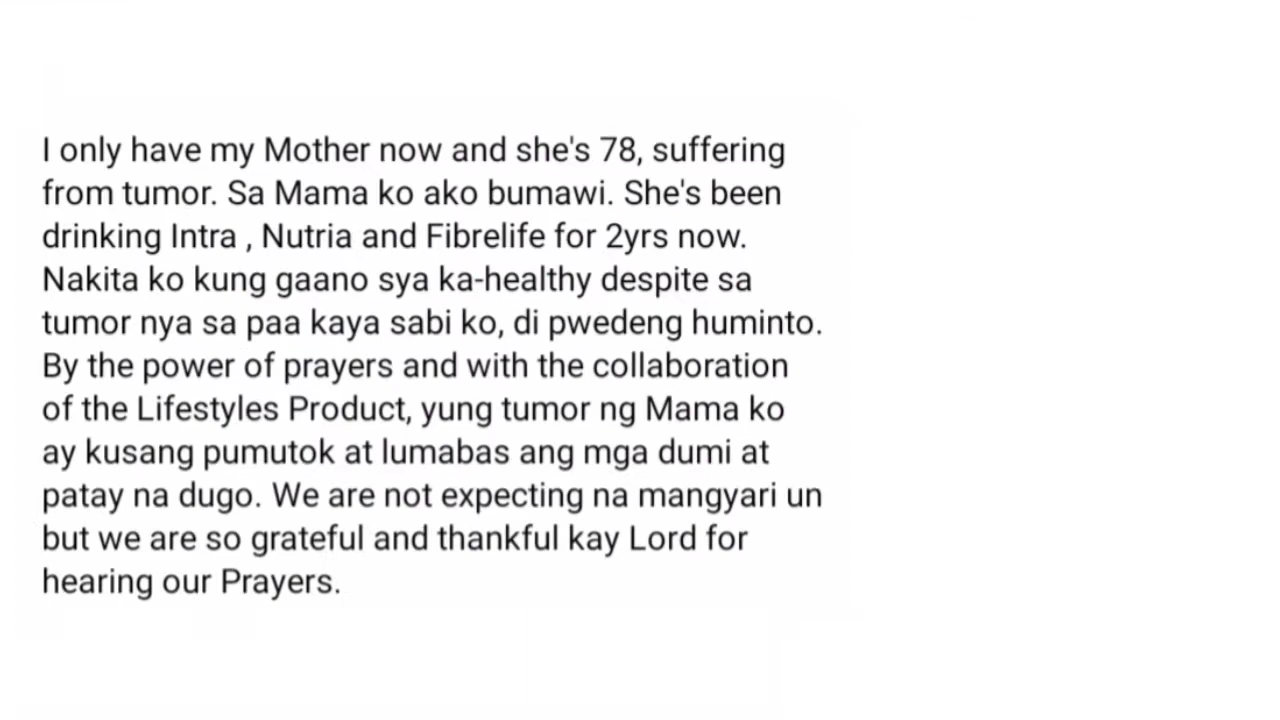 I only have my Mother now and she's 78, suffering
from tumor. Sa Mama ko ako bumawi. She's been
drinking Intra , Nutria and Fibrelife for 2yrs now.
Nakita ko kung gaano sya ka-healthy despite sa
tumor nya sa paa kaya sabi ko, di pwedeng huminto.
By the power of prayers and with the collaboration
of the Lifestyles Product, yung tumor ng Mama ko
ay kusang pumutok at lumabas ang mga dumi at
patay na dugo. We are not expecting na mangyari un
but we are so grateful and thankful kay Lord for
hearing our Prayers.